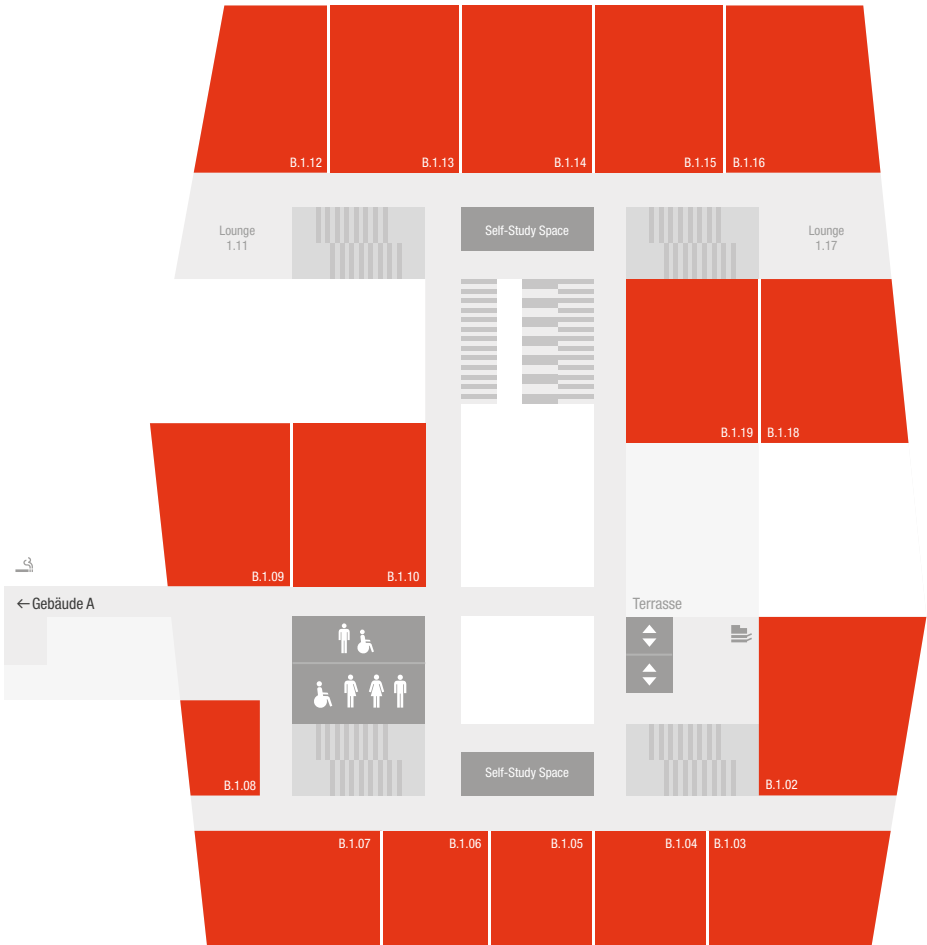 B.1.12
B.1.13
B.1.14
B.1.15
B.1.16
Lounge
1.11
Self-Study Space
Lounge
1.17
B.1.19
B.1.18
B.1.09
B.1.10
←Gebäude A
Terrasse
B.1.08
Self-Study Space
B.1.02
B.1.07
B.1.06
B.1.05
B.1.04
B.1.03